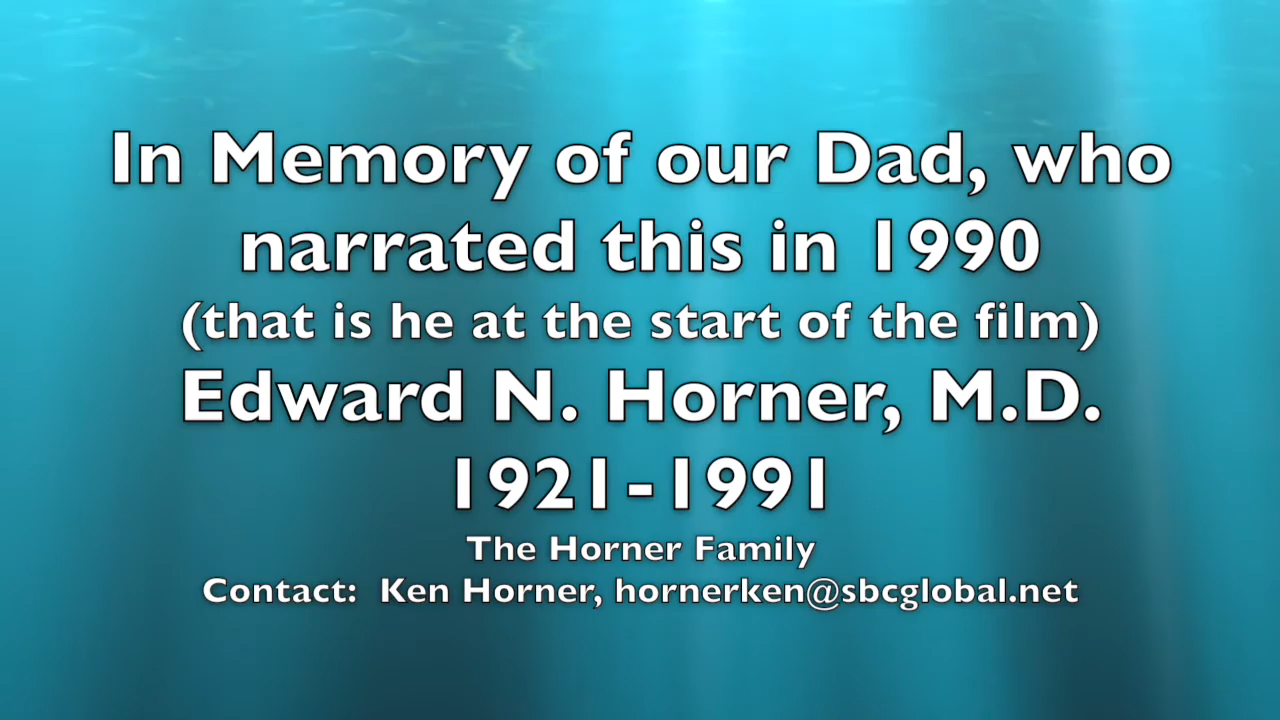 In Memory of our Dad, who
narrated this in 1990
(that is he at the start of the film)
Edward N. Horner, M.D.
1921-1991
The Horner Family
Contact:  Ken Horner, hornerken@sbcglobal.net